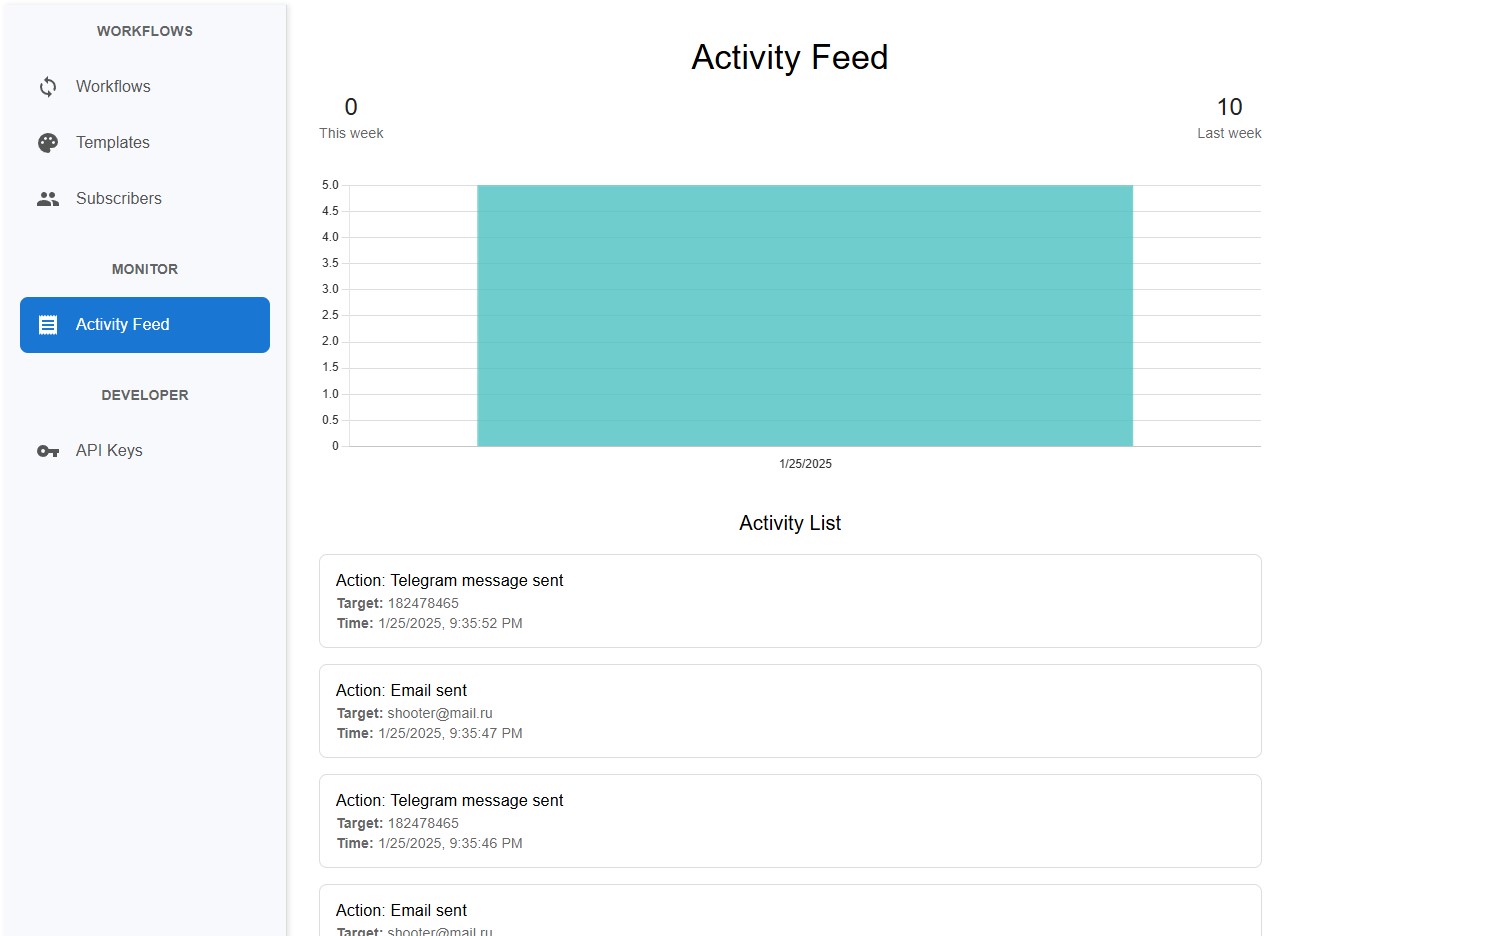 WORKFLOWS
Workflows
Templates
Subscribers
MONITOR
Activity Feed
DEVELOPER
API Keys
Activity Feed
0
This week
10
Last week
5.0
4.5
4.0
3.5
3.0
2.5
2.0
1.5
1.0
0.5
0
1/25/2025
Activity List
Action: Telegram message sent
Target: 182478465
Time: 1/25/2025, 9:35:52 PM
Action: Email sent
Target: shooter@mail.ru
Time: 1/25/2025, 9:35:47 PM
Action: Telegram message sent
Target: 182478465
Time: 1/25/2025, 9:35:46 PM
Action: Email sent
Target: shooter@mail.ru